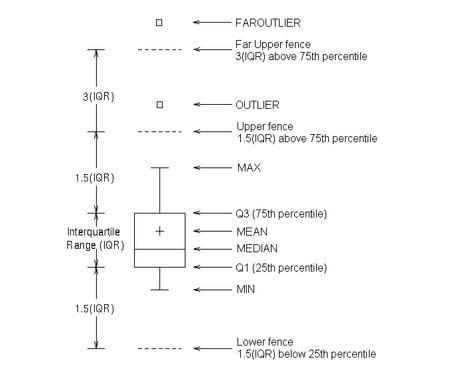 FAROUTLIER
Far Upper fence
3(IQR) above 75th percentile
3(IQR)
OUTLIER
Upper fence
1.5(IQR) above 75th percentile
MAX
1.5(IQR)
Q3 (75th percentile)
Interquartile
Range (IQR)
MEAN
MEDIAN
Q1 (25th percentile)
MIN
1.5(IQR)
Lower fence
1.5(IQR) below 25th percentile